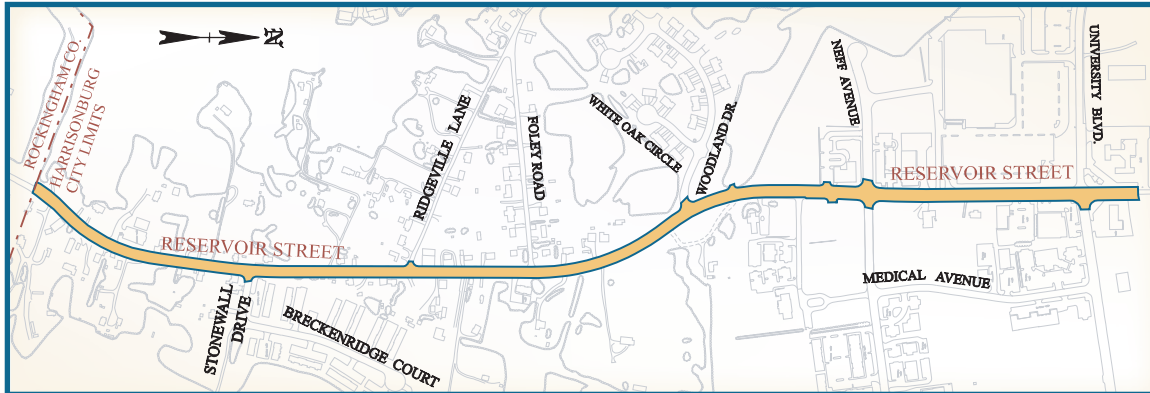 ROCKINGHAM CO.
HARRISONBURG
CITY LIMITS
N
RESERVOIR STREET
STONEWALL
DRIVE
BRECKENRIDGE COURT
RIDGEVILLE LANE
FOLEY ROAD
WHITE OAK CIRCLE
WOODLAND DR.
NEFF AVENUE
RESERVOIR STREET
MEDICAL AVENUE
UNIVERSITY BLVD.